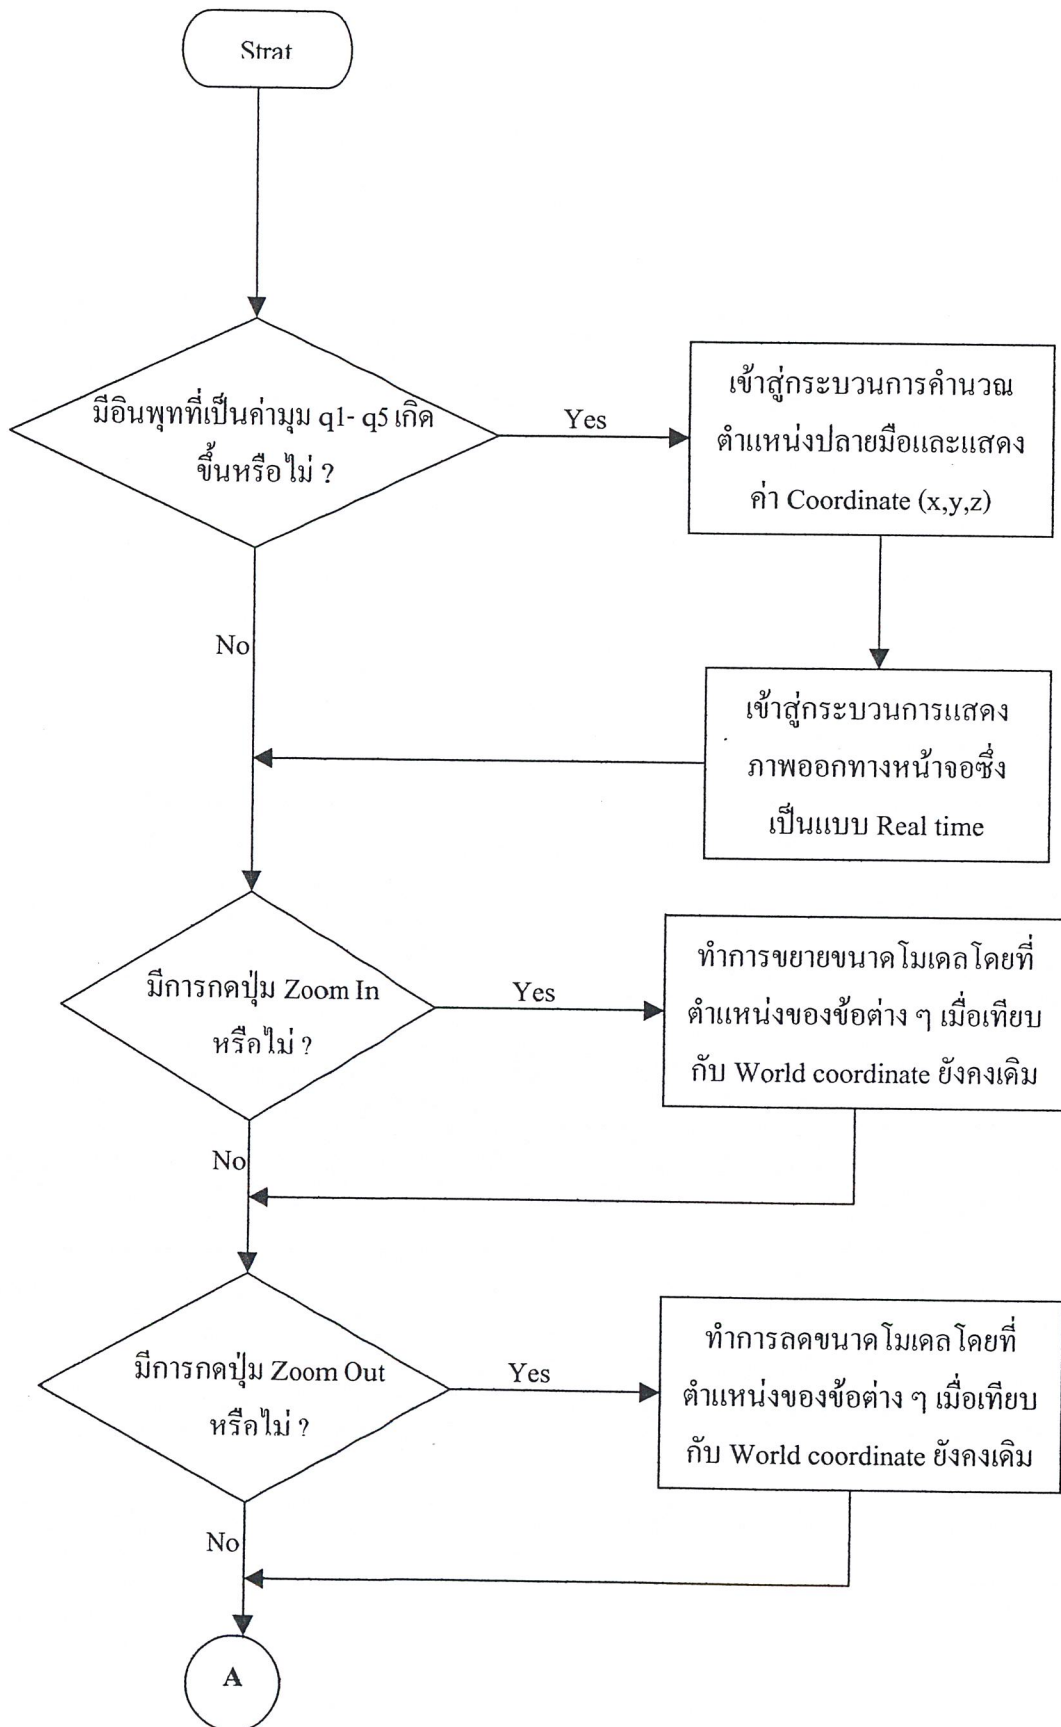 Strat
มีอินพุทที่เป็นค่ามุม q1- q5 เกิด
ขึ้นหรือไม่ ?
Yes
เข้าสู่กระบวนการคำนวณ
ตำแหน่งปลายมือและแสดง
ค่า Coordinate (x,y,z)
No
เข้าสู่กระบวนการแสดง
ภาพออกทางหน้าจอซึ่ง
เป็นแบบ Real time
มีการกดปุ่ม Zoom In
หรือไม่ ?
Yes
ทำการขยายขนาดโมเดลโดยที่
ตำแหน่งของข้อต่าง ๆ เมื่อเทียบ
กับ World coordinate ยังคงเดิม
No
มีการกดปุ่ม Zoom Out
หรือไม่ ?
Yes
ทำการลดขนาดโมเดลโดยที่
ตำแหน่งของข้อต่าง ๆ เมื่อเทียบ
กับ World coordinate ยังคงเดิม
No
A